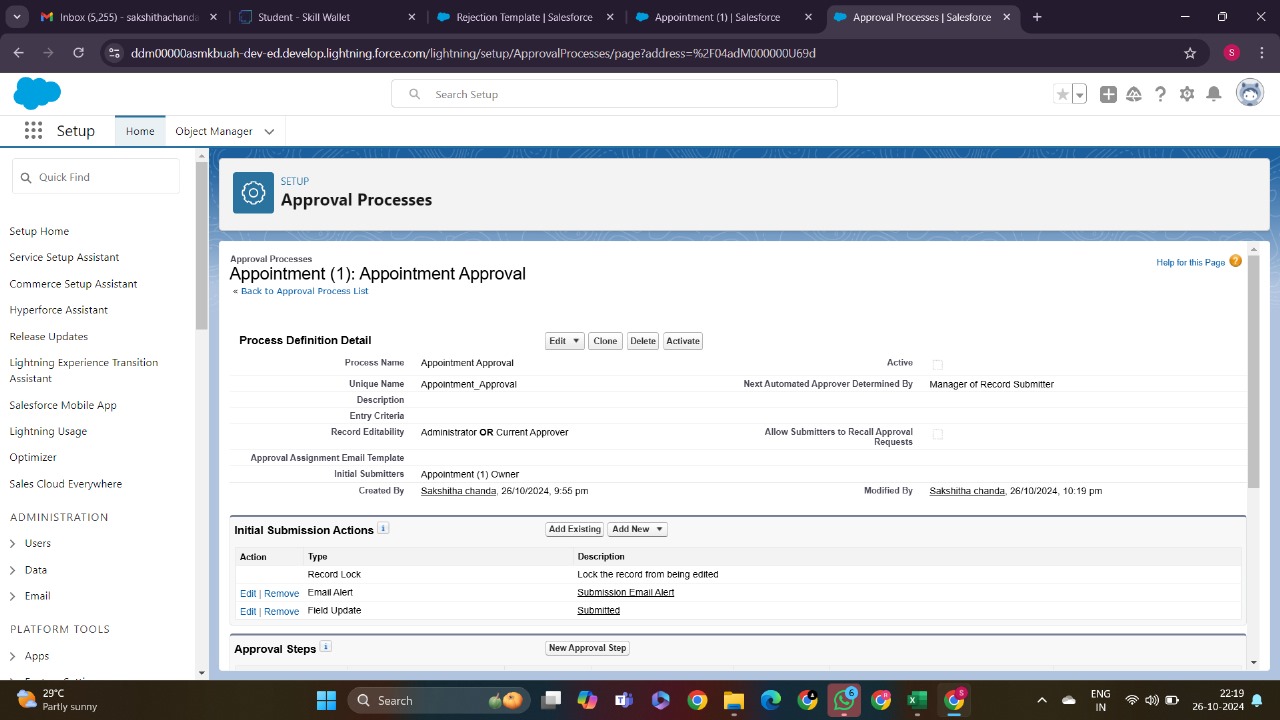 Inbox (5,255) - sakshithachanda
Student - Skill Wallet
Rejection Template | Salesforce
Appointment (1) | Salesforce
Approval Processes | Salesforce
ddm00000asmkbuah-dev-ed.develop.lightning.force.com/lightning/setup/ApprovalProcesses/page?address=%2F04adM000000U69d
S
Search Setup
Setup
Home
Object Manager
Quick Find
Setup Home
Service Setup Assistant
Commerce Setup Assistant
Hyperforce Assistant
Release Updates
Lightning Experience Transition
Assistant
Salesforce Mobile App
Lightning Usage
Optimizer
Sales Cloud Everywhere
ADMINISTRATION
Users
Data
Email
PLATFORM TOOLS
Apps
SETUP
Approval Processes
Approval Processes
Appointment (1): Appointment Approval
Help for this Page
« Back to Approval Process List
Process Definition Detail
Edit
Clone
Delete
Activate
Process Name Appointment Approval Active
Unique Name Appointment_Approval Next Automated Approver Determined By Manager of Record Submitter
Description
Entry Criteria
Record Editability Administrator OR Current Approver Allow Submitters to Recall Approval
Requests
Approval Assignment Email Template
Initial Submitters Appointment (1) Owner
Created By Sakshitha chanda, 26/10/2024, 9:55 pm Modified By Sakshitha chanda, 26/10/2024, 10:19 pm
Initial Submission Actions i Add Existing Add New
Action Type Description
Record Lock Lock the record from being edited
Edit | Remove Email Alert Submission Email Alert
Edit | Remove Field Update Submitted
Approval Steps i New Approval Step
29°C
Partly sunny
Search
6
ENG
IN
22:19
26-10-2024